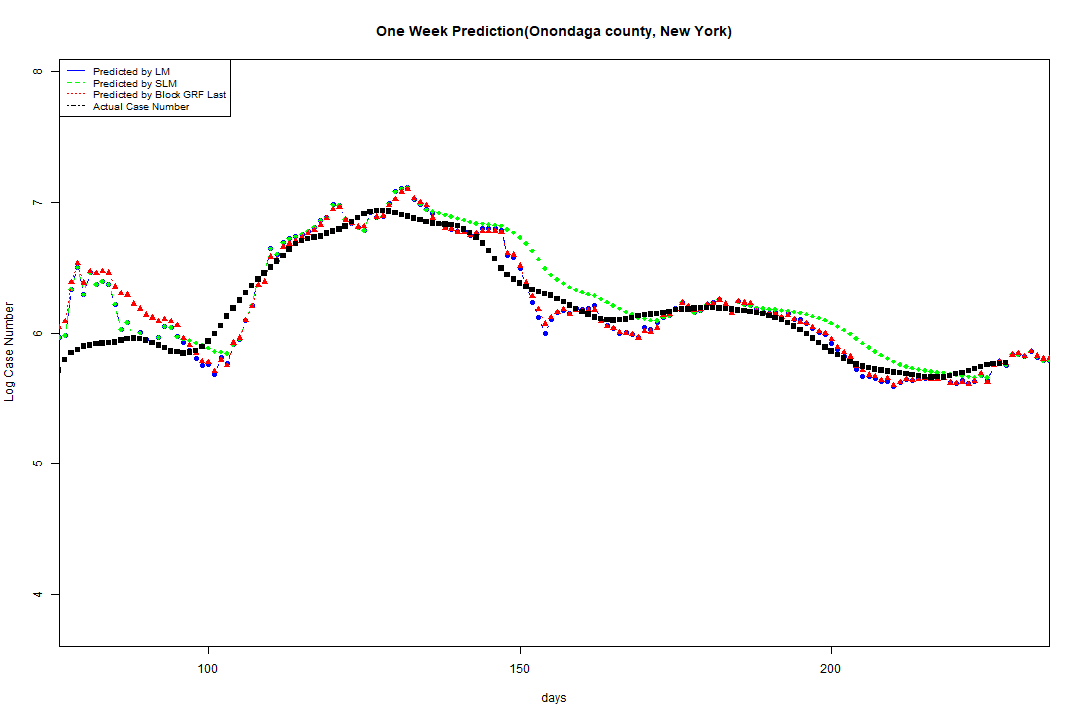 One Week Prediction(Onondaga county, New York)
Predicted by LM
Predicted by SLM
Predicted by Block GRF Last
Actual Case Number
8
7
6
5
4
Log Case Number
100 150 200
days